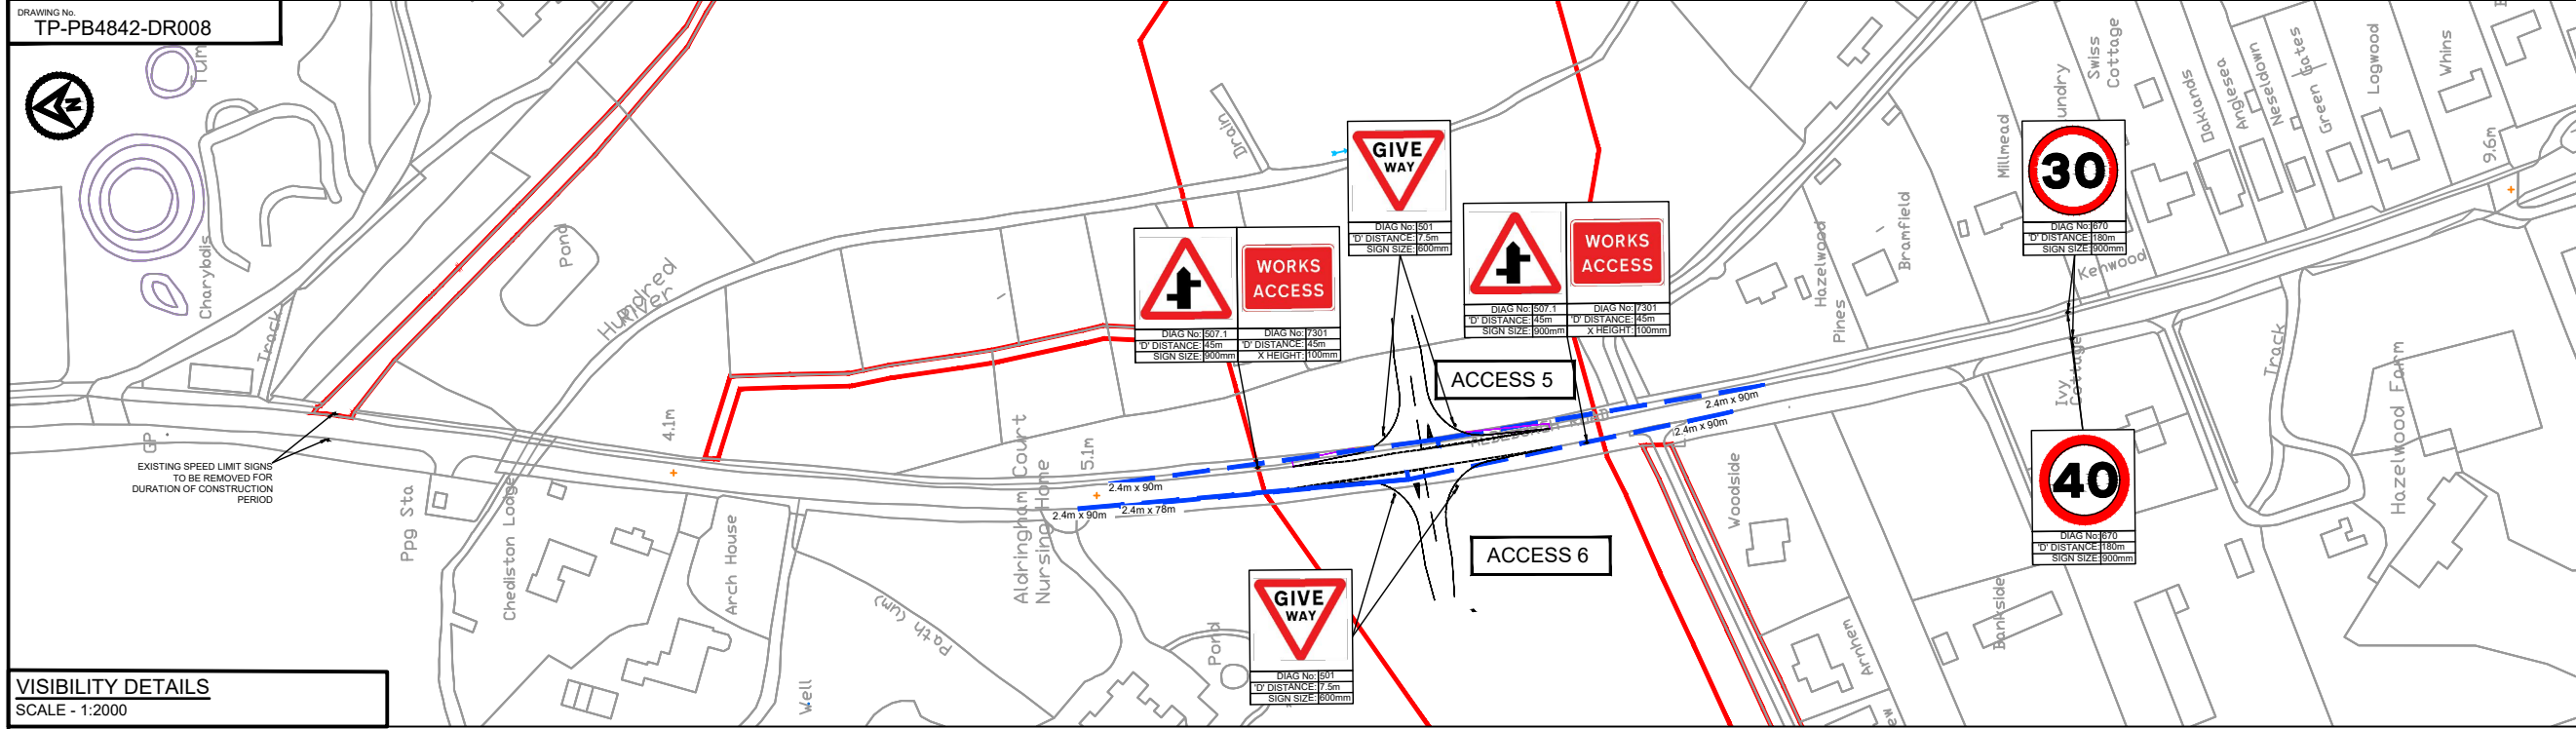 DRAWING No.
TP-PB4842-DR008
N
Tum
Charybdis
Track
GP
EXISTING SPEED LIMIT SIGNS
TO BE REMOVED FOR
DURATION OF CONSTRUCTION
PERIOD
Ppg Sta
Chediston Lodge
Pond
Hundred
River
4.1m
Arch House
Well
Path (um)
Aldringham Court
Nursing Home
5.1m
Pond
Drain
WORKS
ACCESS
DIAG No: 507.1
'D' DISTANCE: 45m
SIGN SIZE: 900mm
DIAG No: 7301
'D' DISTANCE: 45m
X HEIGHT: 100mm
GIVE
WAY
DIAG No: 501
'D' DISTANCE: 7.5m
SIGN SIZE: 600mm
WORKS
ACCESS
DIAG No: 507.1
'D' DISTANCE: 45m
SIGN SIZE: 900mm
DIAG No: 7301
'D' DISTANCE: 45m
X HEIGHT: 100mm
ACCESS 5
2.4m x 90m
2.4m x 90m
2.4m x 90m
2.4m x 90m
2.4m x 78m
ACCESS 6
GIVE
WAY
DIAG No: 501
'D' DISTANCE: 7.5m
SIGN SIZE: 600mm
Woodside
Hazelwood
Pines
Bramfield
Millmead
undry
Swiss
Cottage
Oaklands
Anglesea
Neseldown
Green Gates
Logwood
Whins
9.6m
30
DIAG No: 670
'D' DISTANCE: 180m
SIGN SIZE: 900mm
Kenwood
Ivy
Cottage
40
DIAG No: 670
'D' DISTANCE: 180m
SIGN SIZE: 900mm
Track
Hazelwood Farm
Arnhem
Bankside
ew
VISIBILITY DETAILS
SCALE - 1:2000